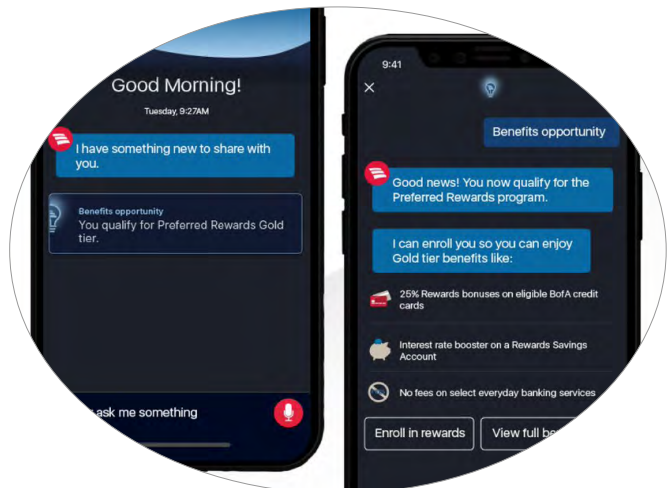 Good Morning!
Tuesday, 9:27AM
I have something new to share with
you.
Benefits opportunity
You qualify for Preferred Rewards Gold
tier.
ask me something
9:41
Benefits opportunity
Good news! You now qualify for the
Preferred Rewards program.
I can enroll you so you can enjoy
Gold tier benefits like:
25% Rewards bonuses on eligible BofA credit
cards
Interest rate booster on a Rewards Savings
Account
No fees on select everyday banking services
Enroll in rewards
View full